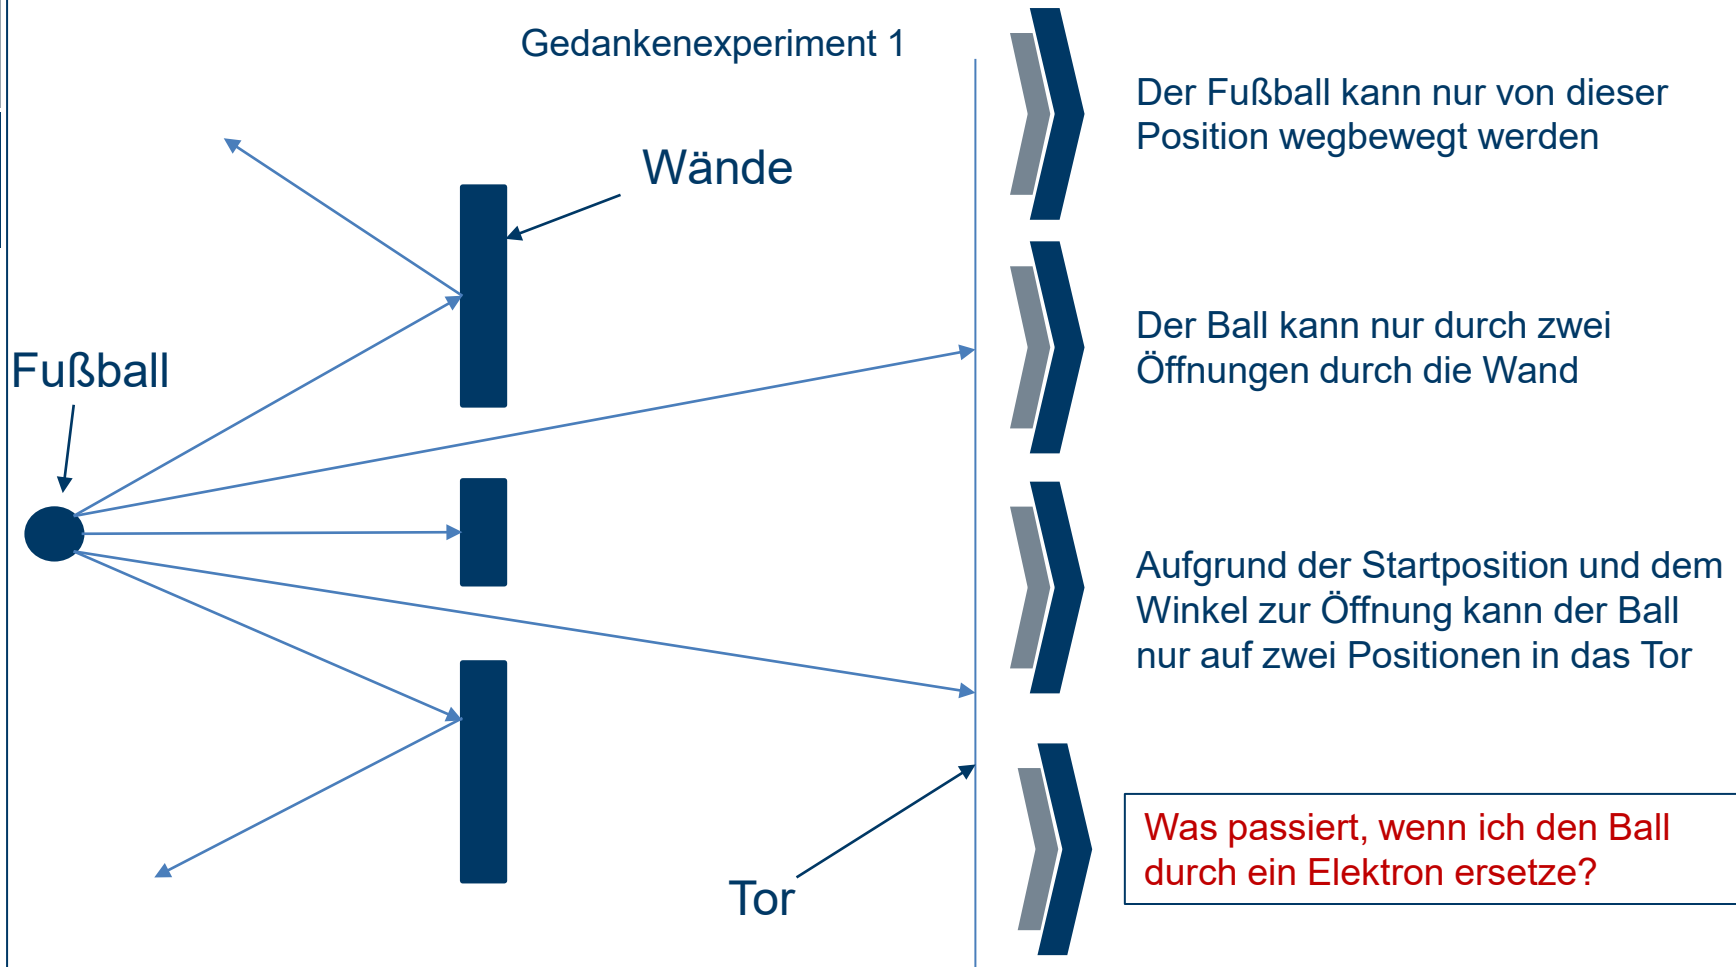 Gedankenexperiment 1
Wände
Fußball
Tor
Der Fußball kann nur von dieser
Position wegbewegt werden
Der Ball kann nur durch zwei
Öffnungen durch die Wand
Aufgrund der Startposition und dem
Winkel zur Öffnung kann der Ball
nur auf zwei Positionen in das Tor
Was passiert, wenn ich den Ball
durch ein Elektron ersetze?